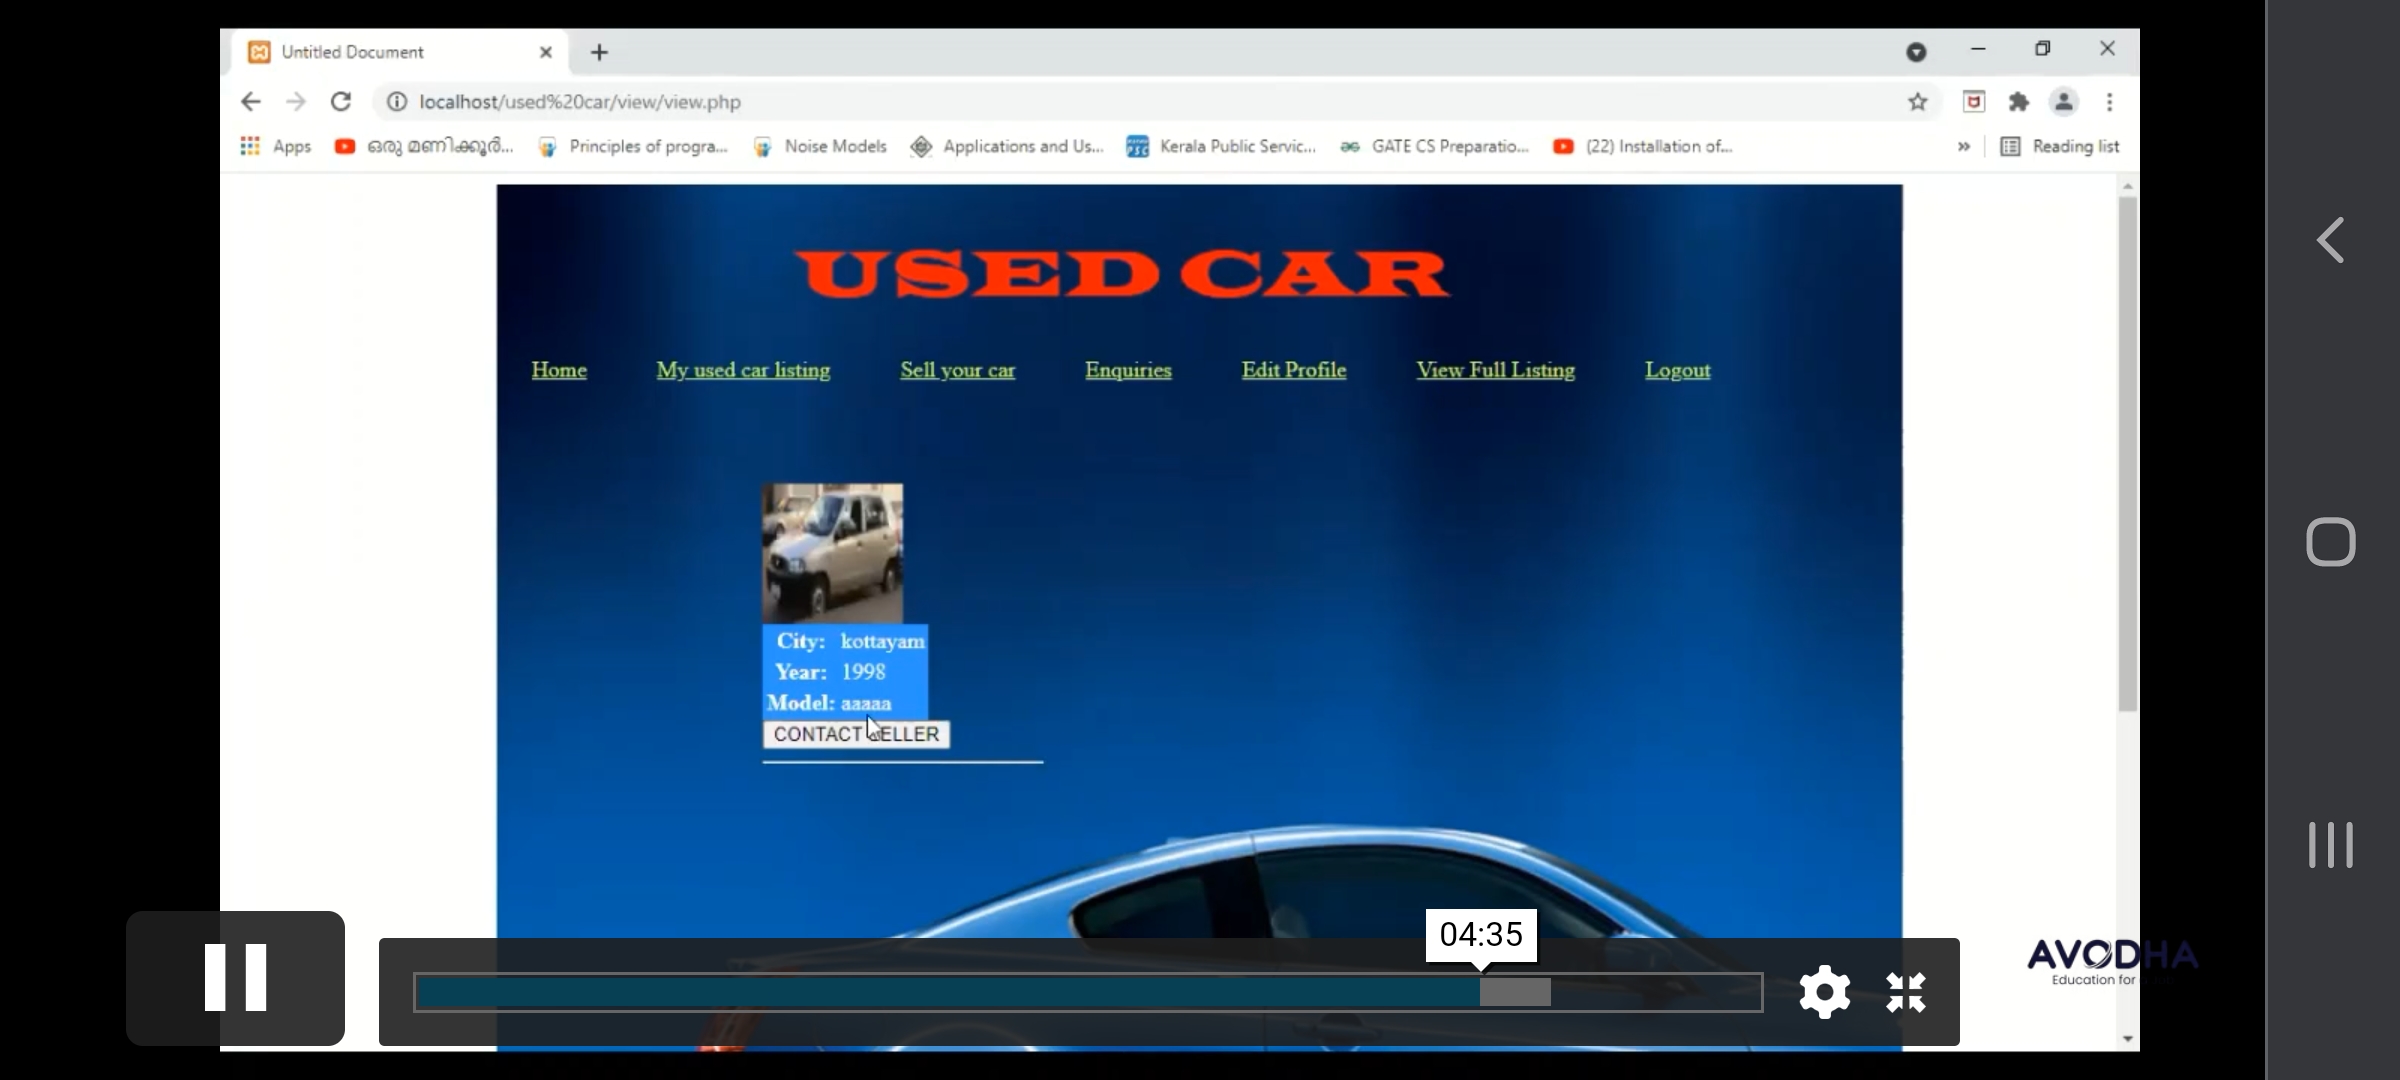 Untitled Document
localhost/used%20car/view/view.php
Apps ഒരു മണിക്കൂർ... Principles of progra... Noise Models Applications and Us... Kerala Public Servic... GATE CS Preparatio... (22) Installation of... » Reading list
USED CAR
Home My used car listing Sell your car Enquiries Edit Profile View Full Listing Logout
City: kottayam
Year: 1998
Model: aaaaa
CONTACT SELLER
04:35
AVODHA
Education for